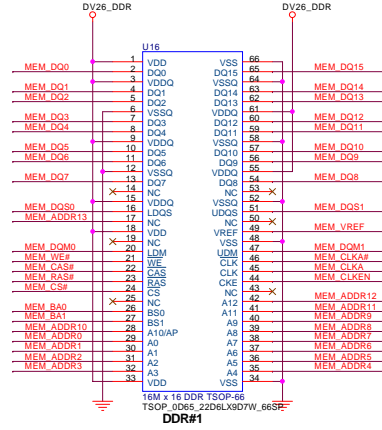 DV26_DDR DV26_DDR
U16
1 VDD VSS 66
MEM_DQ0 2 DQ0 DQ15 65 MEM_DQ15
3 VDDQ VSSQ 64
MEM_DQ1 4 DQ1 DQ14 63 MEM_DQ14
MEM_DQ2 5 DQ2 DQ13 62 MEM_DQ13
6 VSSQ VDDQ 61
MEM_DQ3 7 DQ3 DQ12 60 MEM_DQ12
MEM_DQ4 8 DQ4 DQ11 59 MEM_DQ11
9 VDDQ VSSQ 58
MEM_DQ5 10 DQ5 DQ10 57 MEM_DQ10
MEM_DQ6 11 DQ6 DQ9 56 MEM_DQ9
12 VSSQ VDDQ 55
MEM_DQ7 13 DQ7 DQ8 54 MEM_DQ8
14 NC NC 53
15 VDDQ VSSQ 52
MEM_DQS0 16 LDQS UDQS 51 MEM_DQS1
MEM_ADDR13 17 NC NC 50
18 VDD VREF 49 MEM_VREF
19 NC VSS 48
MEM_DQM0 20 LDM UDM 47 MEM_DQM1
MEM_WE# 21 WE CLK 46 MEM_CLKA#
MEM_CAS# 22 CAS CLK 45 MEM_CLKA
MEM_RAS# 23 RAS CKE 44 MEM_CLKEN
MEM_CS# 24 CS NC 43
25 NC A12 42 MEM_ADDR12
MEM_BA0 26 BS0 A11 41 MEM_ADDR11
MEM_BA1 27 BS1 A9 40 MEM_ADDR9
MEM_ADDR10 28 A10/AP A8 39 MEM_ADDR8
MEM_ADDR0 29 A0 A7 38 MEM_ADDR7
MEM_ADDR1 30 A1 A6 37 MEM_ADDR6
MEM_ADDR2 31 A2 A5 36 MEM_ADDR5
MEM_ADDR3 32 A3 A4 35 MEM_ADDR4
33 VDD VSS 34
16M x 16 DDR TSOP-66
TSOP_0D65_22D6LX9D7W_66SP
DDR#1